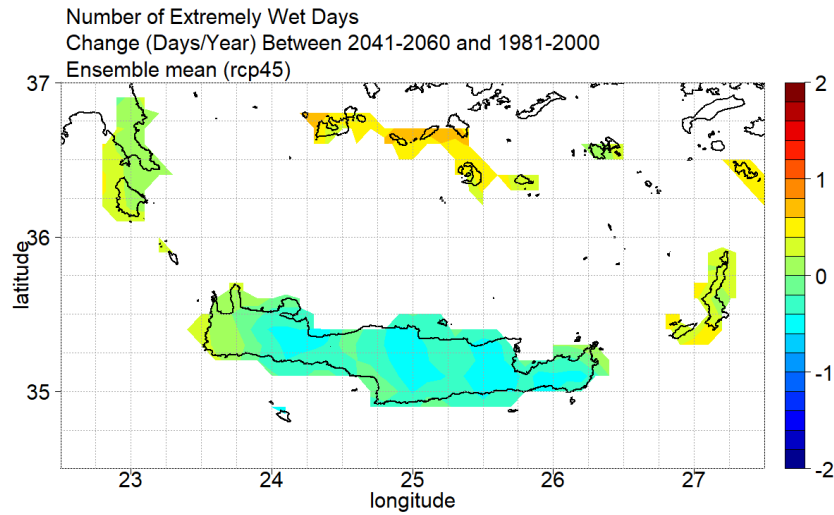 Number of Extremely Wet Days
Change (Days/Year) Between 2041-2060 and 1981-2000
Ensemble mean (rcp45)
37
36
35
latitude
23
24
25
26
27
longitude
2
1
0
-1
-2